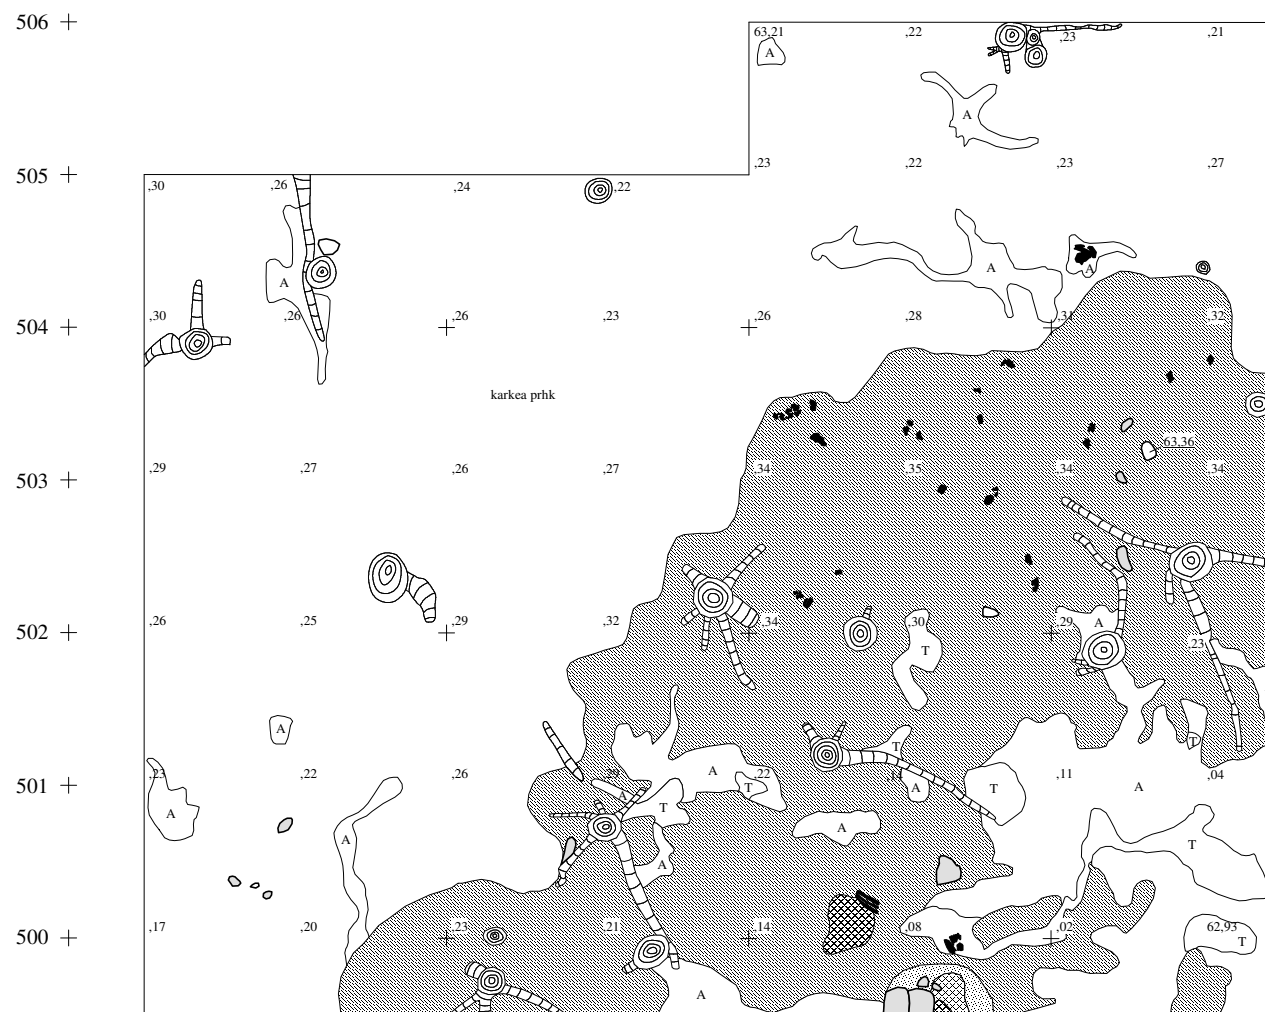 506
63,21 ,22 ,23 ,21
A
A
505 ,23 ,22 ,23 ,27
,30 ,26 ,24 ,22
A A A
504 ,30 ,26 ,26 ,23 ,26 ,28 ,31 ,32
karkea prhk
63,36
503 ,29 ,27 ,26 ,27 ,34 ,35 ,34 ,34
502 ,26 ,25 ,29 ,32 ,34 ,30 ,29 A
,23
T
A
T T
501 ,23 ,22 ,26 ,20 A ,22 ,14 ,11 ,04
A T A T A
A T
A A T
A
500 ,17 ,20 ,23 ,21 ,14 ,08 ,02 62,93
T
A